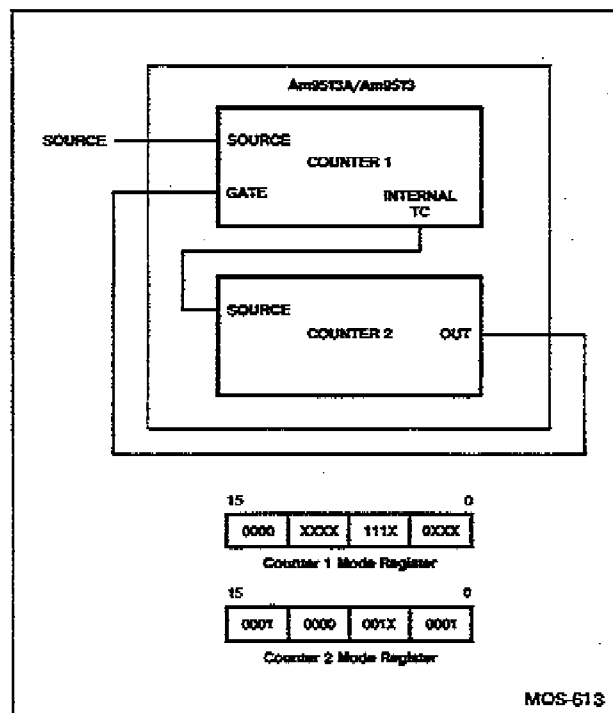 Am9513A/Am9513
SOURCE
SOURCE
COUNTER 1
GATE
INTERNAL
TC
SOURCE
COUNTER 2
OUT
15 0
0000 XXXX 111X 0XXX
Counter 1 Mode Register
15 0
0001 0000 001X 0001
Counter 2 Mode Register
MOS-613